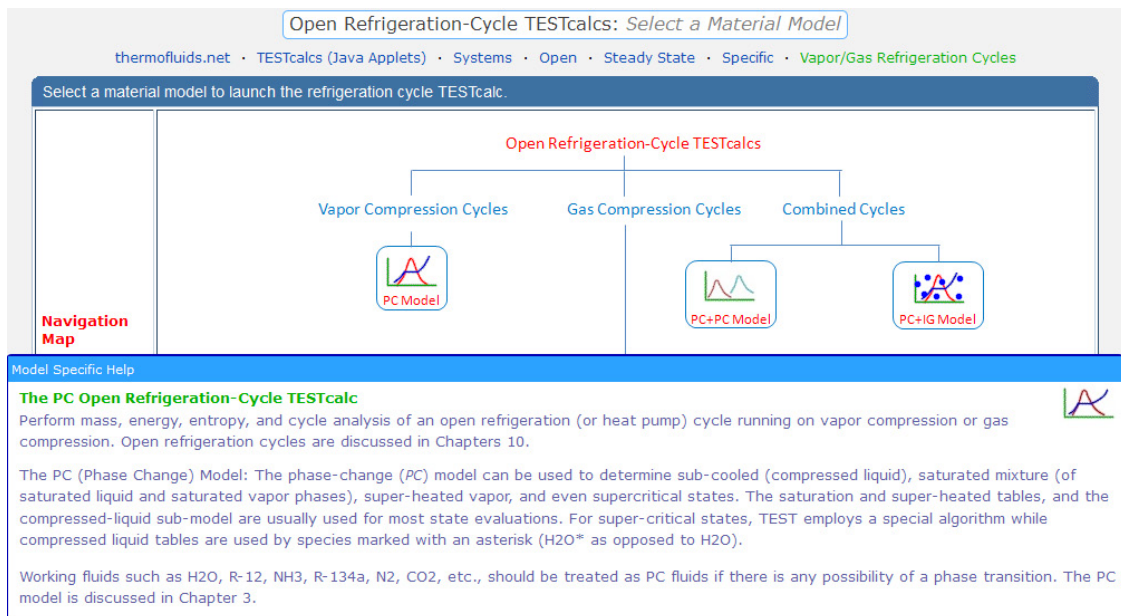 Open Refrigeration-Cycle TESTcalcs: Select a Material Model
thermofluids.net · TESTcalcs (Java Applets) · Systems · Open · Steady State · Specific · Vapor/Gas Refrigeration Cycles
Select a material model to launch the refrigeration cycle TESTcalc.
Open Refrigeration-Cycle TESTcalcs
Vapor Compression Cycles
Gas Compression Cycles
Combined Cycles
PC Model
PC+PC Model
PC+IG Model
Navigation
Map
Model Specific Help
The PC Open Refrigeration-Cycle TESTcalc
Perform mass, energy, entropy, and cycle analysis of an open refrigeration (or heat pump) cycle running on vapor compression or gas
compression. Open refrigeration cycles are discussed in Chapters 10.
The PC (Phase Change) Model: The phase-change (PC) model can be used to determine sub-cooled (compressed liquid), saturated mixture (of
saturated liquid and saturated vapor phases), super-heated vapor, and even supercritical states. The saturation and super-heated tables, and the
compressed-liquid sub-model are usually used for most state evaluations. For super-critical states, TEST employs a special algorithm while
compressed liquid tables are used by species marked with an asterisk (H2O* as opposed to H2O).
Working fluids such as H2O, R-12, NH3, R-134a, N2, CO2, etc., should be treated as PC fluids if there is any possibility of a phase transition. The PC
model is discussed in Chapter 3.